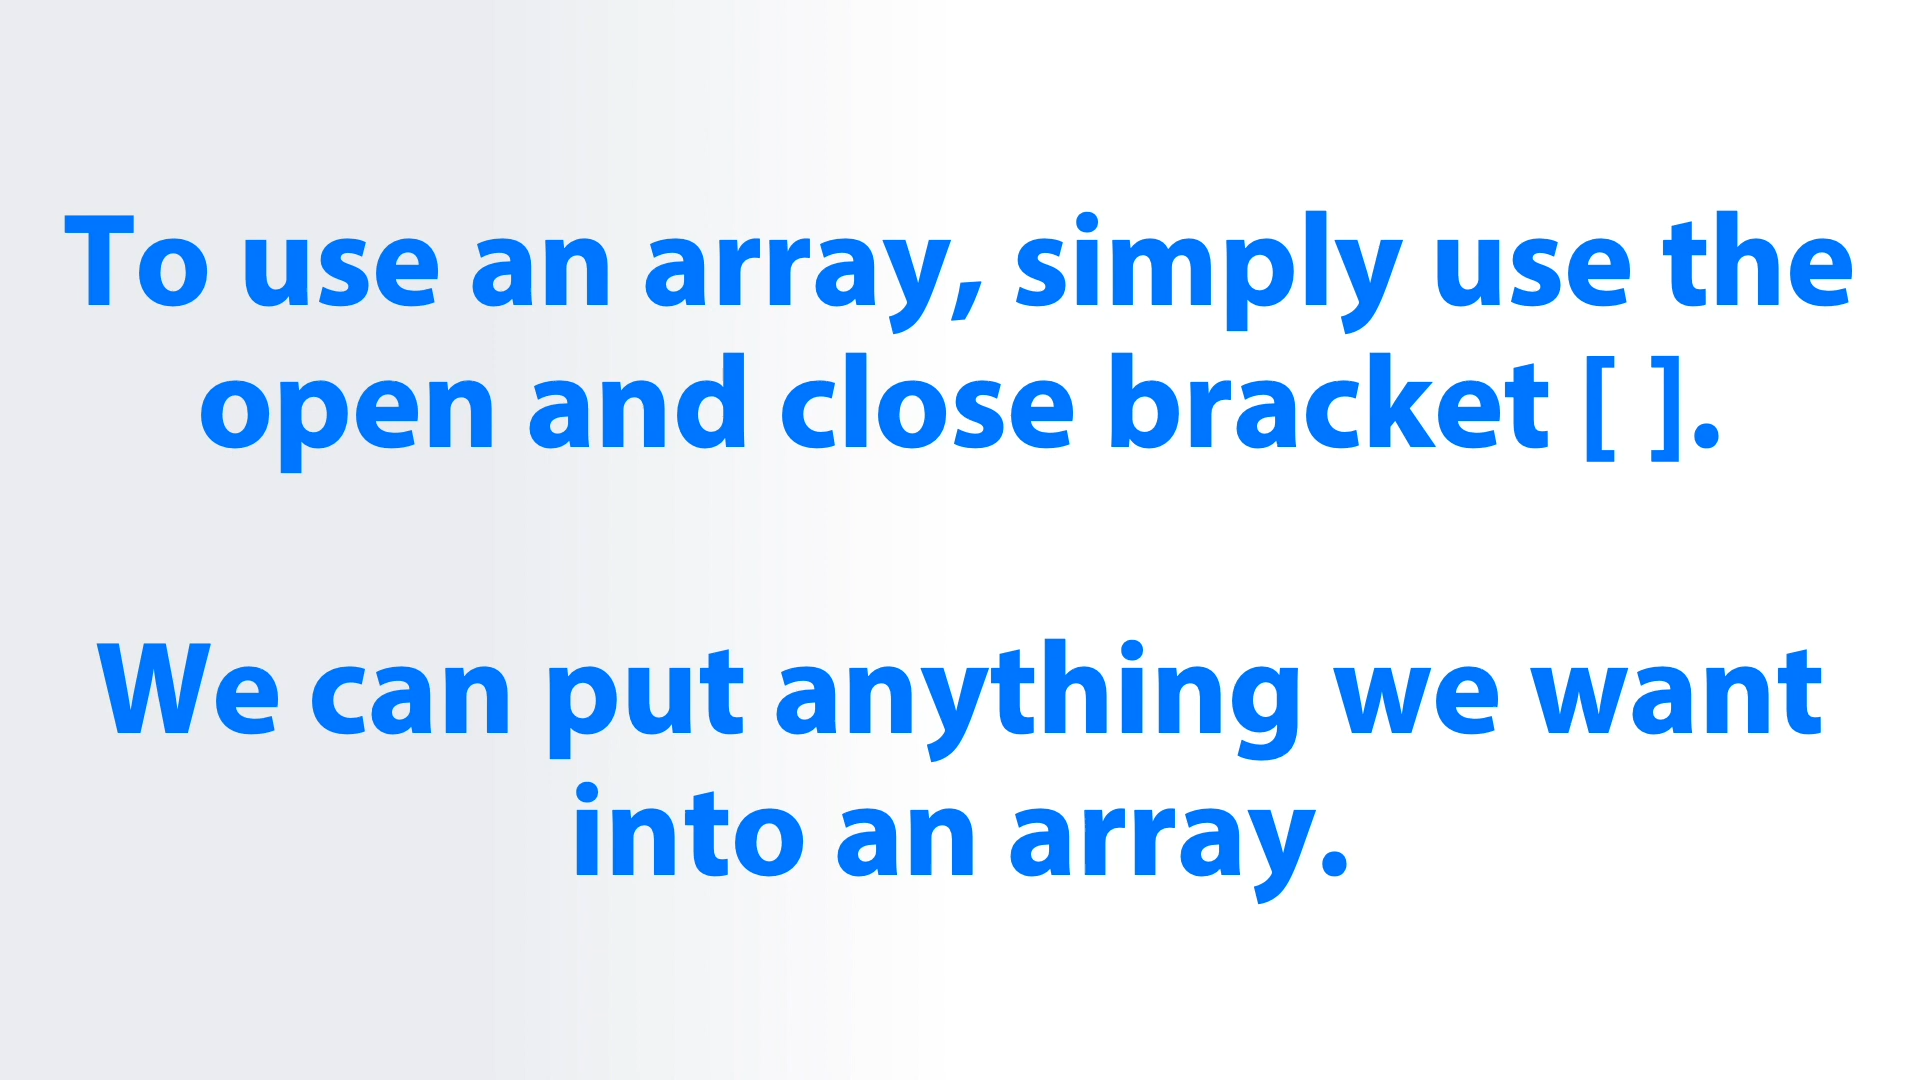 To use an array, simply use the
open and close bracket [ ].
We can put anything we want
into an array.